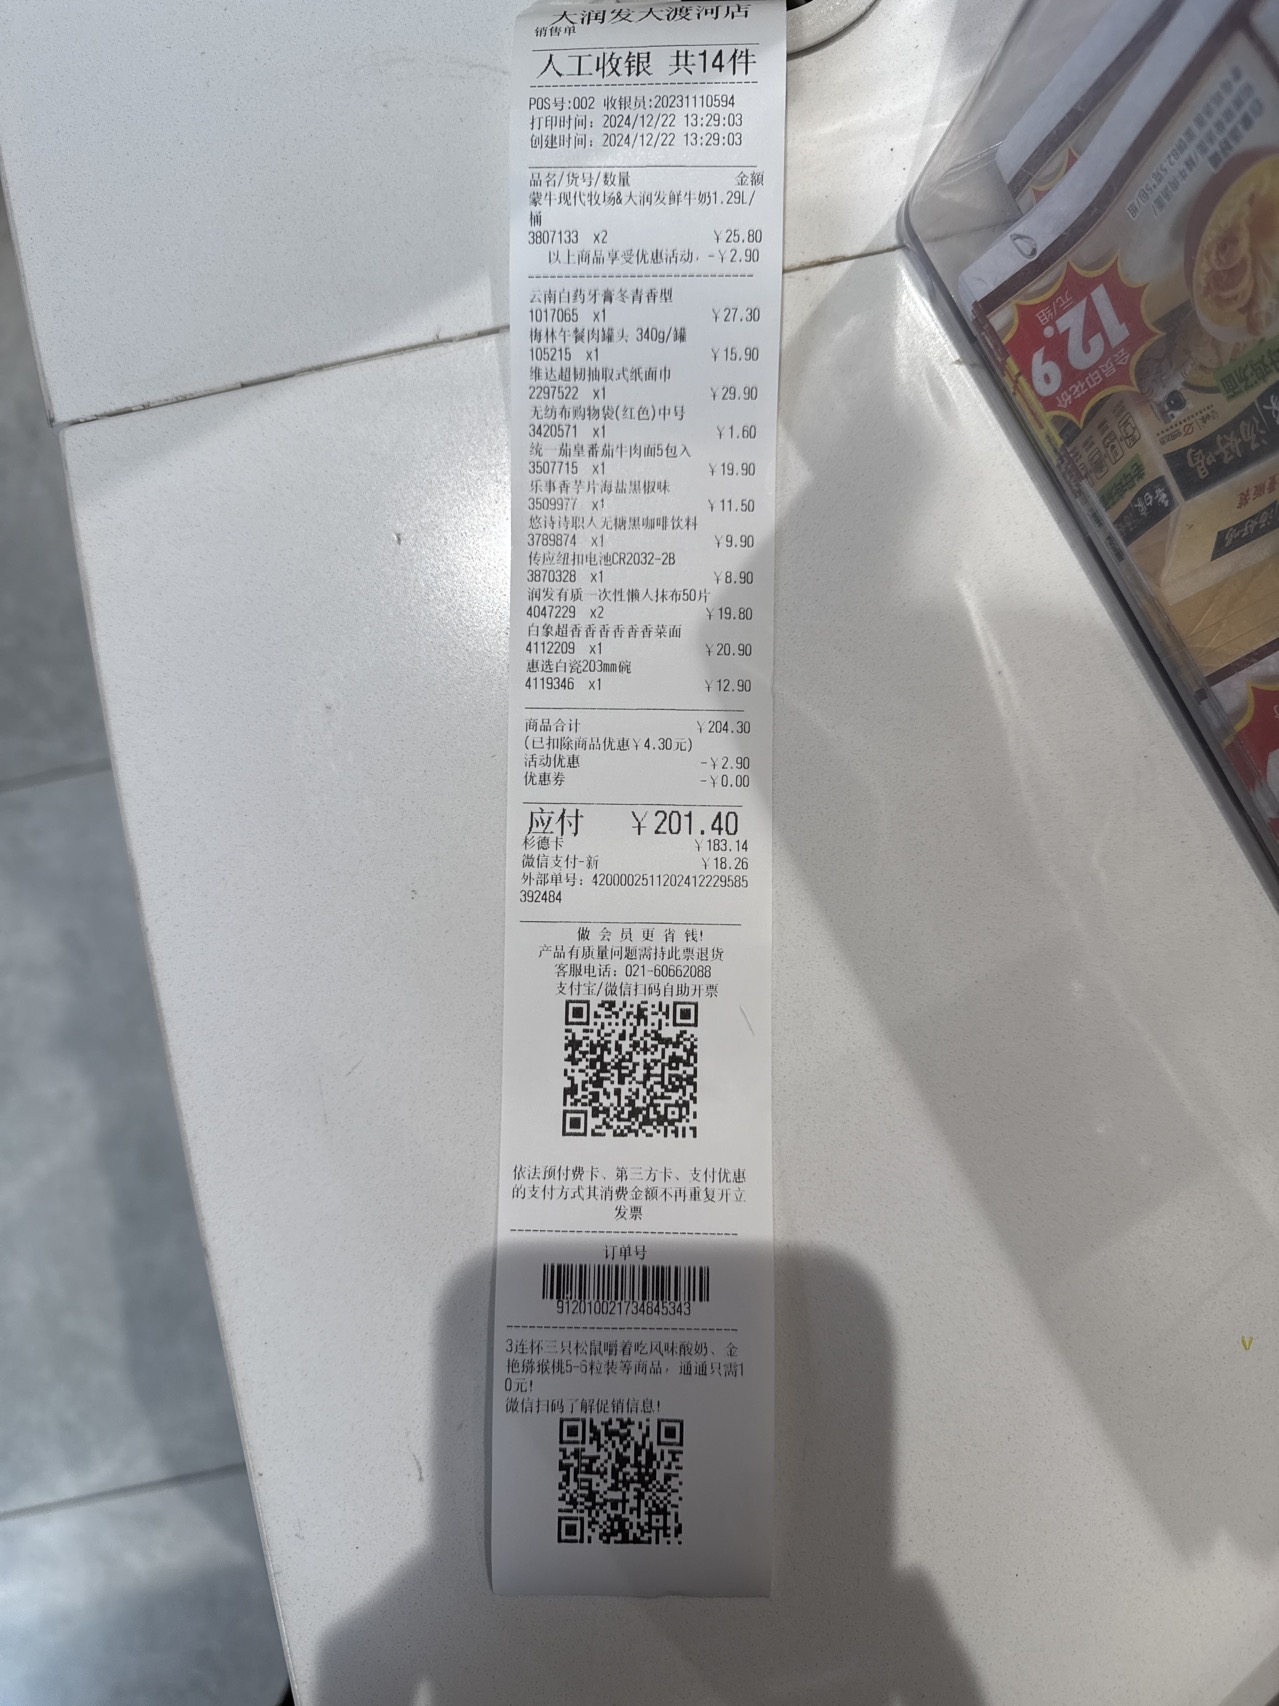 大润发大渡河店
销售单
人工收银 共14件
POS号:002 收银员:20231110594
打印时间: 2024/12/22 13:29:03
创建时间: 2024/12/22 13:29:03
品名/货号/数量 金额
蒙牛现代牧场&大润发鲜牛奶1.29L/
桶
3807133 x2 ￥25.80
以上商品享受优惠活动, -￥2.90
云南白药牙膏冬青香型
1017065 x1 ￥27.30
梅林午餐肉罐头 340g/罐
105215 x1 ￥15.90
维达超韧抽取式纸面巾
2297522 x1 ￥29.90
无纺布购物袋(红色)中号
3420571 x1 ￥1.60
统一茄皇番茄牛肉面5包入
3507715 x1 ￥19.90
乐事香芋片海盐黑椒味
3509977 x1 ￥11.50
悠诗诗职人无糖黑咖啡饮料
3789874 x1 ￥9.90
传应纽扣电池CR2032-2B
3870328 x1 ￥8.90
润发有质一次性懒人抹布50片
4047229 x2 ￥19.80
白象超香香香香香香香菜面
4112209 x1 ￥20.90
惠选白瓷203mm碗
4119346 x1 ￥12.90
商品合计 ￥204.30
(已扣除商品优惠￥4.30元)
活动优惠 -￥2.90
优惠券 -￥0.00
应付 ￥201.40
杉德卡 ￥183.14
微信支付-新 ￥18.26
外部单号: 4200002511202412229585
392484
做 会 员 更 省 钱!
产品有质量问题需持此票退货
客服电话: 021-60662088
支付宝/微信扫码自助开票
依法预付费卡、第三方卡、支付优惠
的支付方式其消费金额不再重复开立
发票
订单号
912010021734845343
3连杯三只松鼠嚼着吃风味酸奶、金
艳猕猴桃5-6粒装等商品, 通通只需1
0元!
微信扫码了解促销信息!
12.9
元/组
会员印花价
汤好喝